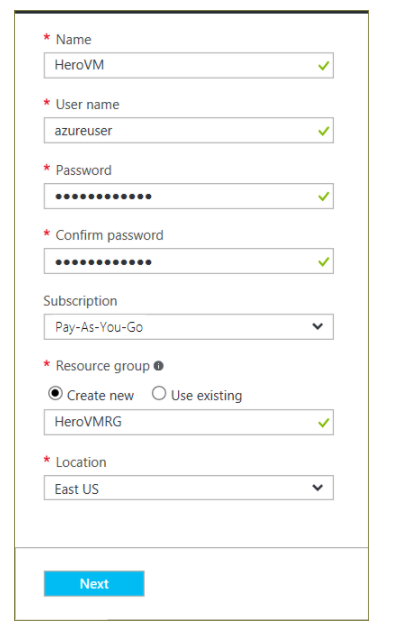 * Name
HeroVM
* User name
azureuser
* Password
••••••••••••
* Confirm password
••••••••••••
Subscription
Pay-As-You-Go
* Resource group
Create new Use existing
HeroVMRG
* Location
East US
Next